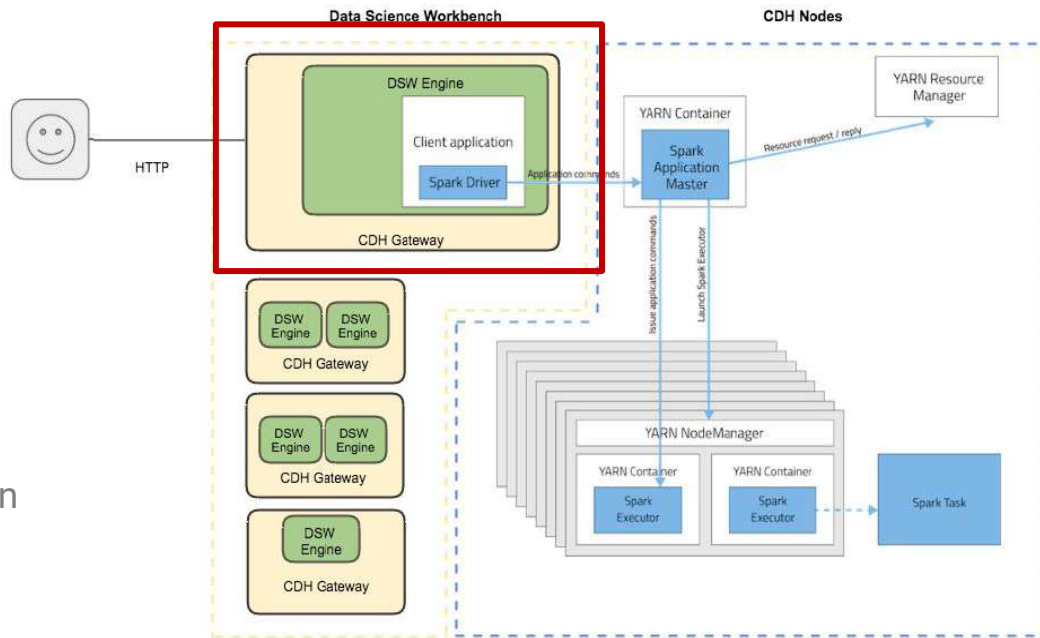 Data Science Workbench
CDH Nodes
DSW Engine
Client application
Spark Driver
CDH Gateway
HTTP
Application commands
YARN Container
Spark
Application
Master
Resource request / reply
YARN Resource
Manager
Issue application commands
Launch Spark Executor
DSW
Engine
DSW
Engine
CDH Gateway
DSW
Engine
DSW
Engine
CDH Gateway
DSW
Engine
CDH Gateway
n
YARN NodeManager
YARN Container
Spark
Executor
YARN Container
Spark
Executor
Spark Task